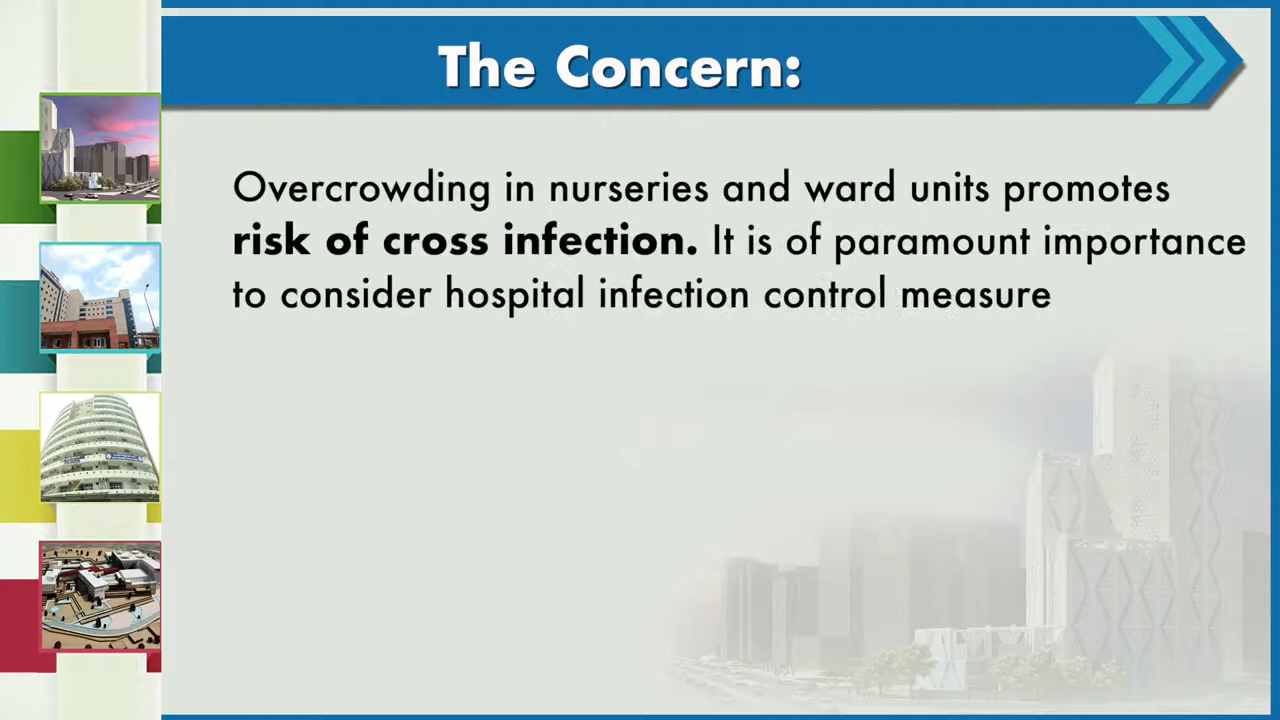 The Concern:
Overcrowding in nurseries and ward units promotes
risk of cross infection. It is of paramount importance
to consider hospital infection control measure